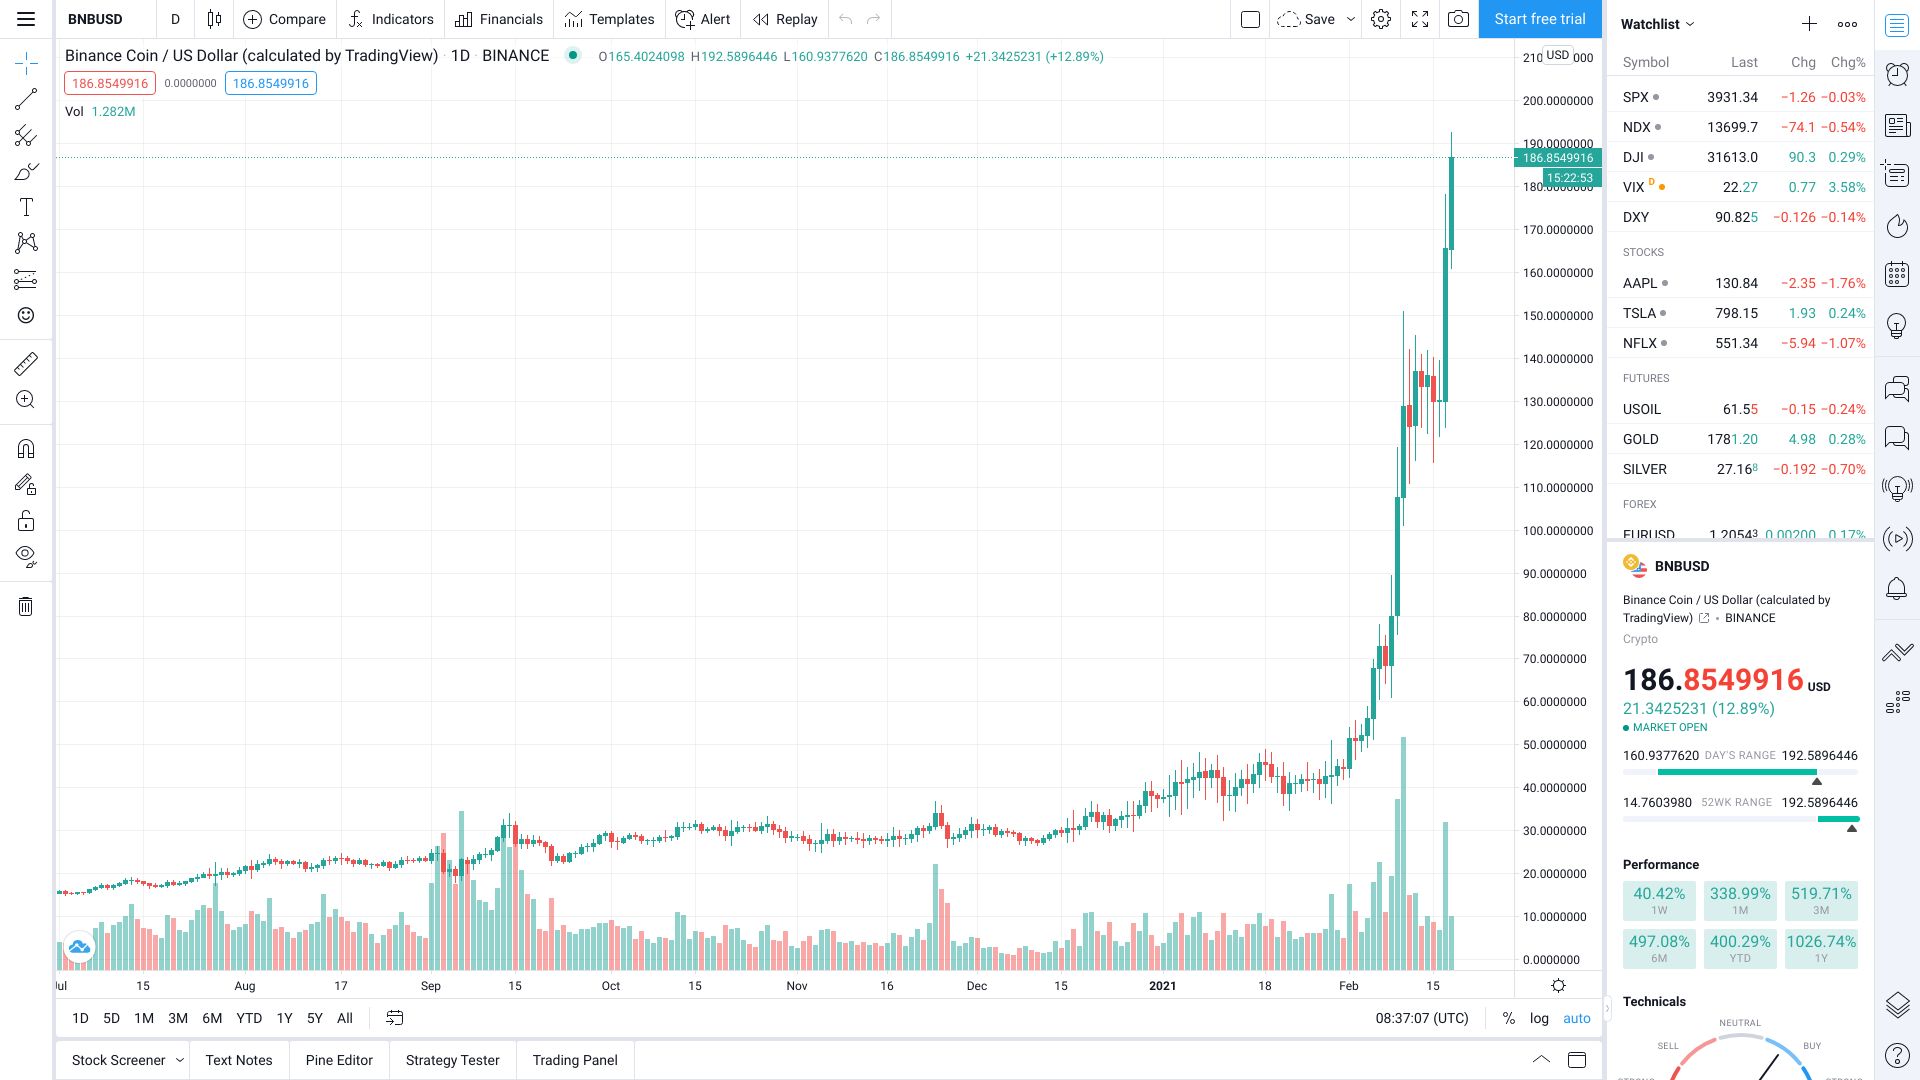 BNBUSD D Compare Indicators Financials Templates Alert Replay Save Start free trial
Binance Coin / US Dollar (calculated by TradingView) · 1D · BINANCE O165.4024098 H192.5896446 L160.9377620 C186.8549916 +21.3425231 (+12.89%)
186.8549916 0.0000000 186.8549916
Vol 1.282M
USD
200.0000000
190.0000000
186.8549916
15:22:53
180.0000000
170.0000000
160.0000000
150.0000000
140.0000000
130.0000000
120.0000000
110.0000000
100.0000000
90.0000000
80.0000000
70.0000000
60.0000000
50.0000000
40.0000000
30.0000000
20.0000000
10.0000000
0.0000000
15 Aug 17 Sep 15 Oct 15 Nov 16 Dec 15 2021 18 Feb 15
1D 5D 1M 3M 6M YTD 1Y 5Y All 08:37:07 (UTC) % log auto
Stock Screener Text Notes Pine Editor Strategy Tester Trading Panel
Watchlist
Symbol Last Chg Chg%
SPX 3931.34 −1.26 −0.03%
NDX 13699.7 −74.1 −0.54%
DJI 31613.0 90.3 0.29%
VIX D 22.27 0.77 3.58%
DXY 90.825 −0.126 −0.14%
STOCKS
AAPL 130.84 −2.35 −1.76%
TSLA 798.15 1.93 0.24%
NFLX 551.34 −5.94 −1.07%
FUTURES
USOIL 61.55 −0.15 −0.24%
GOLD 1781.20 4.98 0.28%
SILVER 27.168 −0.192 −0.70%
FOREX
EURUSD 1.20543 0.00200 0.17%
BNBUSD
Binance Coin / US Dollar (calculated by
TradingView) • BINANCE
Crypto
186.8549916 USD
21.3425231 (12.89%)
MARKET OPEN
160.9377620 DAY'S RANGE 192.5896446
14.7603980 52WK RANGE 192.5896446
Performance
40.42% 338.99% 519.71%
1W 1M 3M
497.08% 400.29% 1026.74%
6M YTD 1Y
Technicals
NEUTRAL
SELL BUY